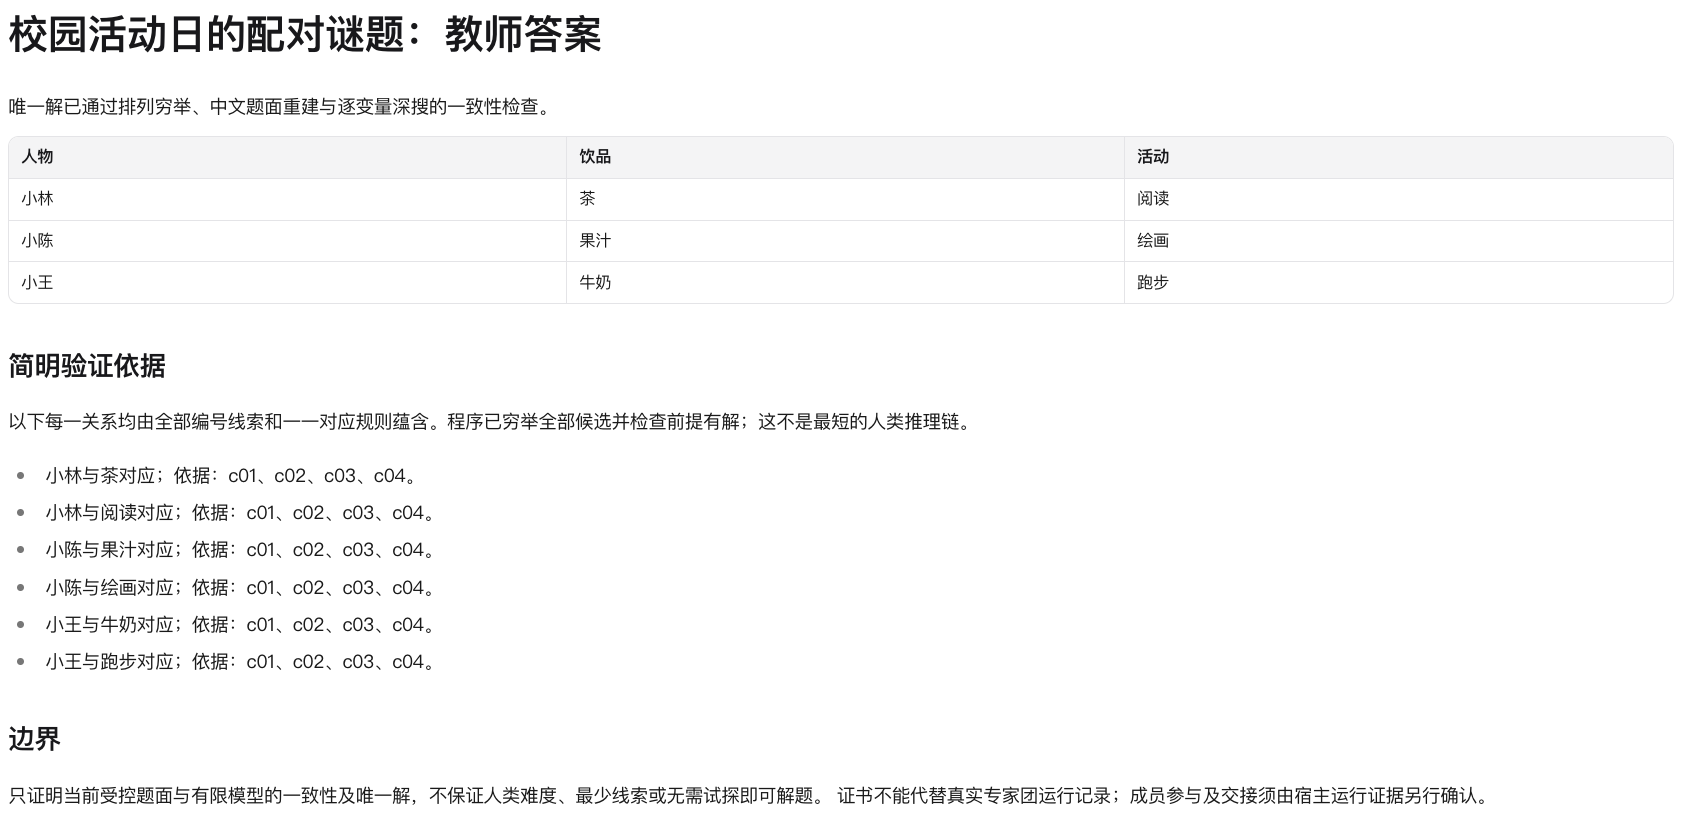 校园活动日的配对谜题：教师答案
唯一解已通过排列穷举、中文题面重建与逐变量深搜的一致性检查。
人物 饮品 活动
小林 茶 阅读
小陈 果汁 绘画
小王 牛奶 跑步
简明验证依据
以下每一关系均由全部编号线索和一一对应规则蕴含。程序已穷举全部候选并检查前提有解；这不是最短的人类推理链。
• 小林与茶对应；依据：c01、c02、c03、c04。
• 小林与阅读对应；依据：c01、c02、c03、c04。
• 小陈与果汁对应；依据：c01、c02、c03、c04。
• 小陈与绘画对应；依据：c01、c02、c03、c04。
• 小王与牛奶对应；依据：c01、c02、c03、c04。
• 小王与跑步对应；依据：c01、c02、c03、c04。
边界
只证明当前受控题面与有限模型的一致性及唯一解，不保证人类难度、最少线索或无需试探即可解题。 证书不能代替真实专家团运行记录；成员参与及交接须由宿主运行证据另行确认。